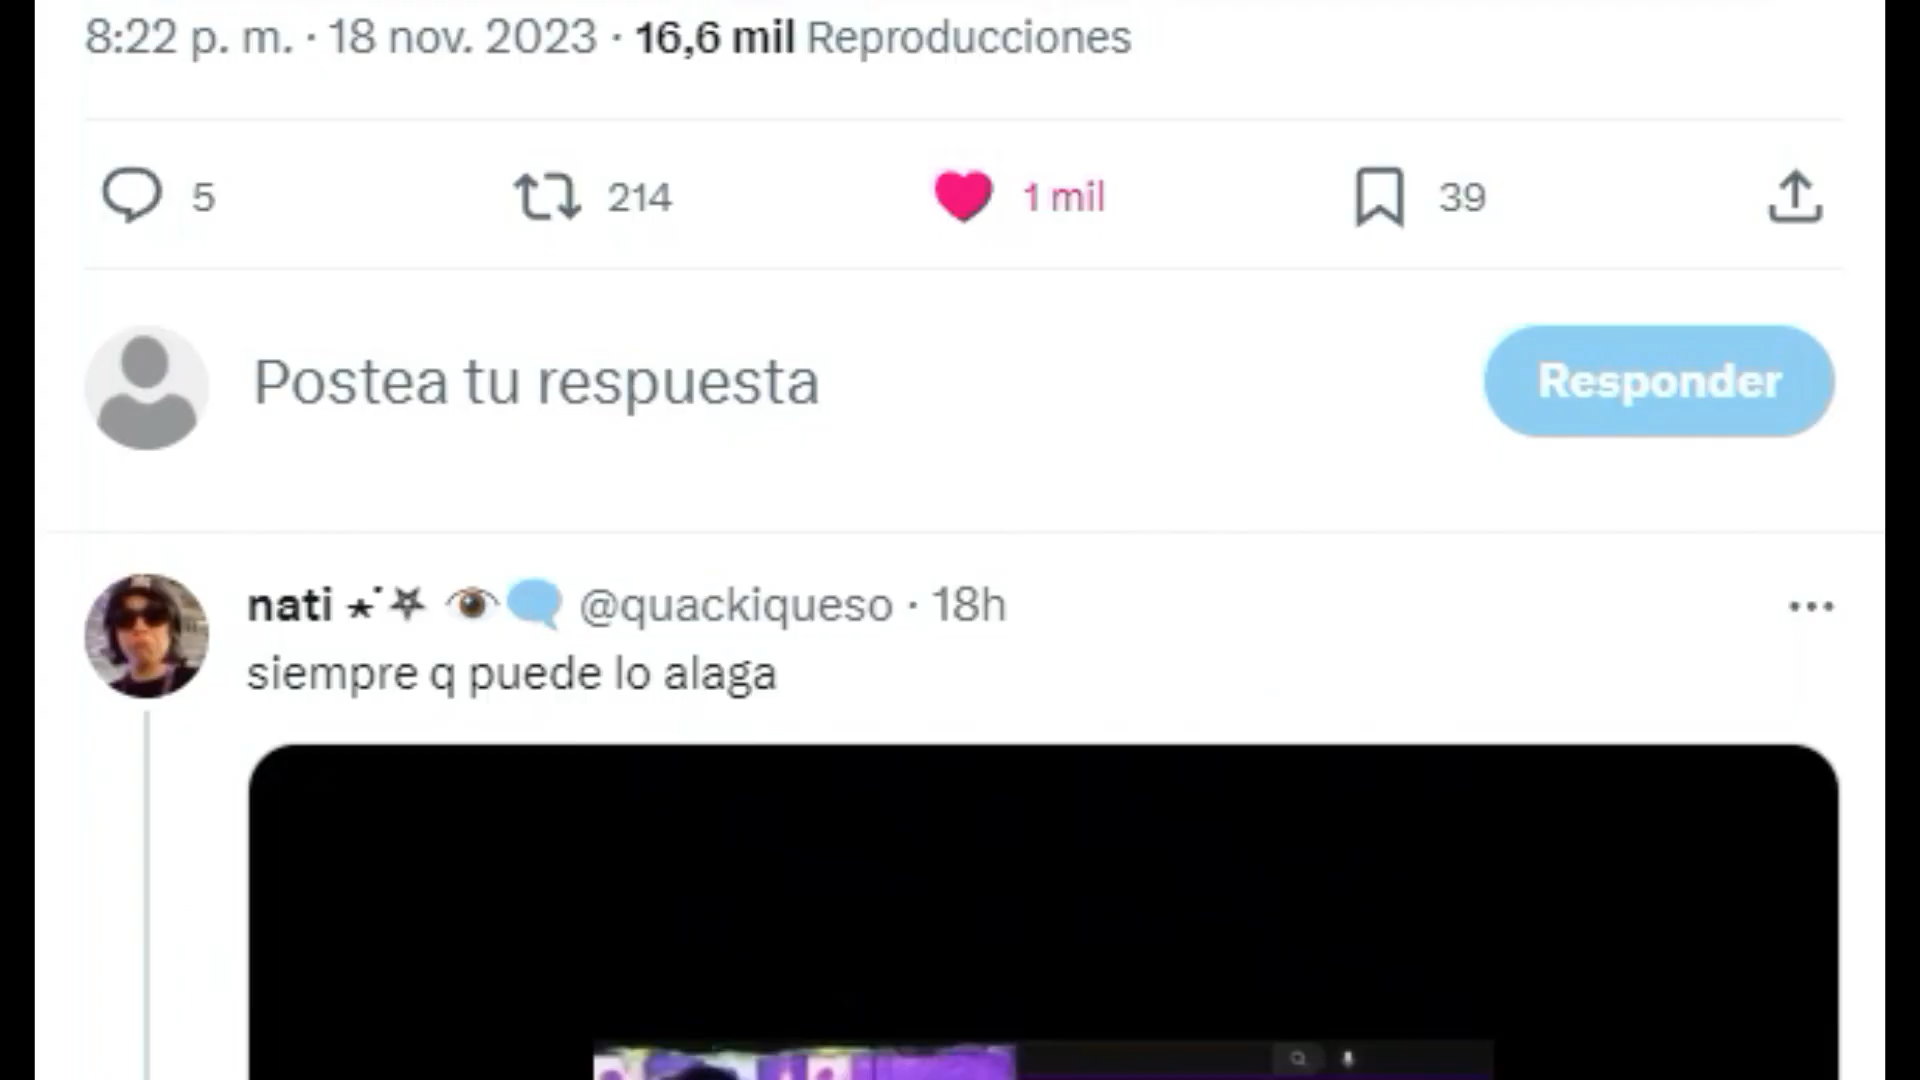 8:22 p. m. · 18 nov. 2023 · 16,6 mil Reproducciones
5 214 1 mil 39
Postea tu respuesta Responder
nati ⋆˙⛧ 👁️🗨️ @quackiqueso · 18h
siempre q puede lo alaga